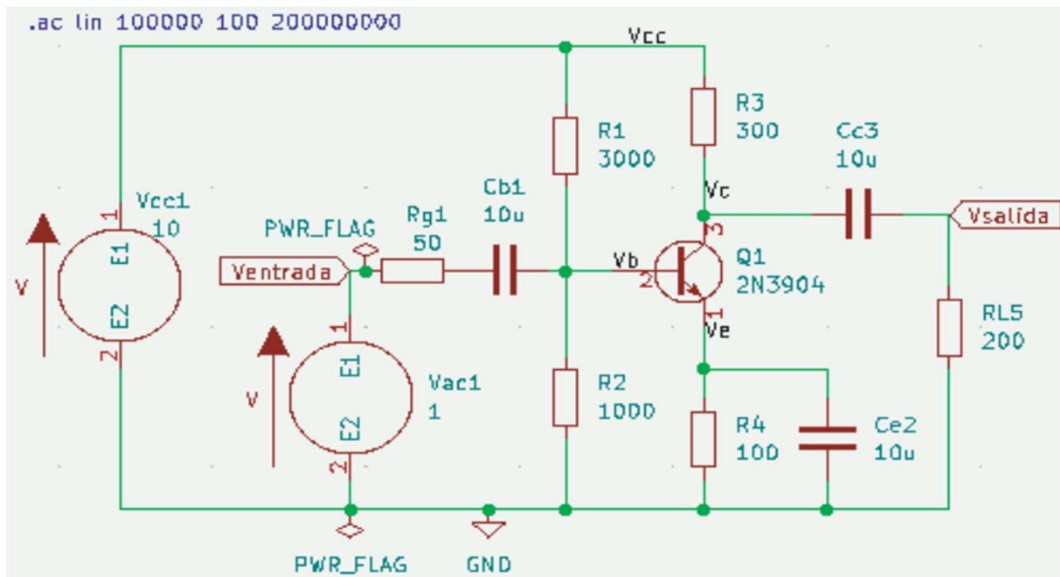 .ac lin 100000 100 200000000
Vcc
R3
300
R1
3000
Cc3
10u
Cb1
10u
Vcc1
10
1
E1
E2
2
V
PWR_FLAG
Rg1
50
Vc
3
Vsalida
Ventrada
Vb
2
Q1
2N3904
1
Ve
RL5
200
1
E1
E2
2
V
Vac1
1
R2
1000
R4
100
Ce2
10u
PWR_FLAG
GND